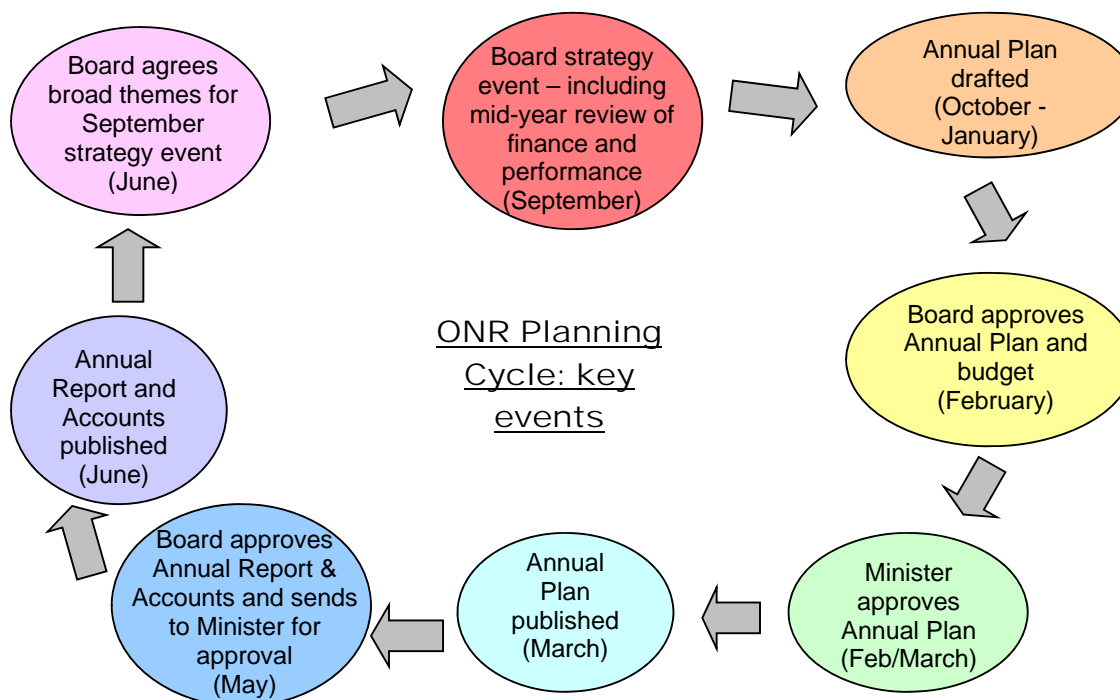 Board agrees
broad themes for
September
strategy event
(June)
Board strategy
event – including
mid-year review of
finance and
performance
(September)
Annual Plan
drafted
(October -
January)
Board approves
Annual Plan and
budget
(February)
Minister
approves
Annual Plan
(Feb/March)
Annual
Plan
published
(March)
Board approves
Annual Report &
Accounts and sends
to Minister for
approval
(May)
Annual
Report and
Accounts
published
(June)
ONR Planning
Cycle: key
events